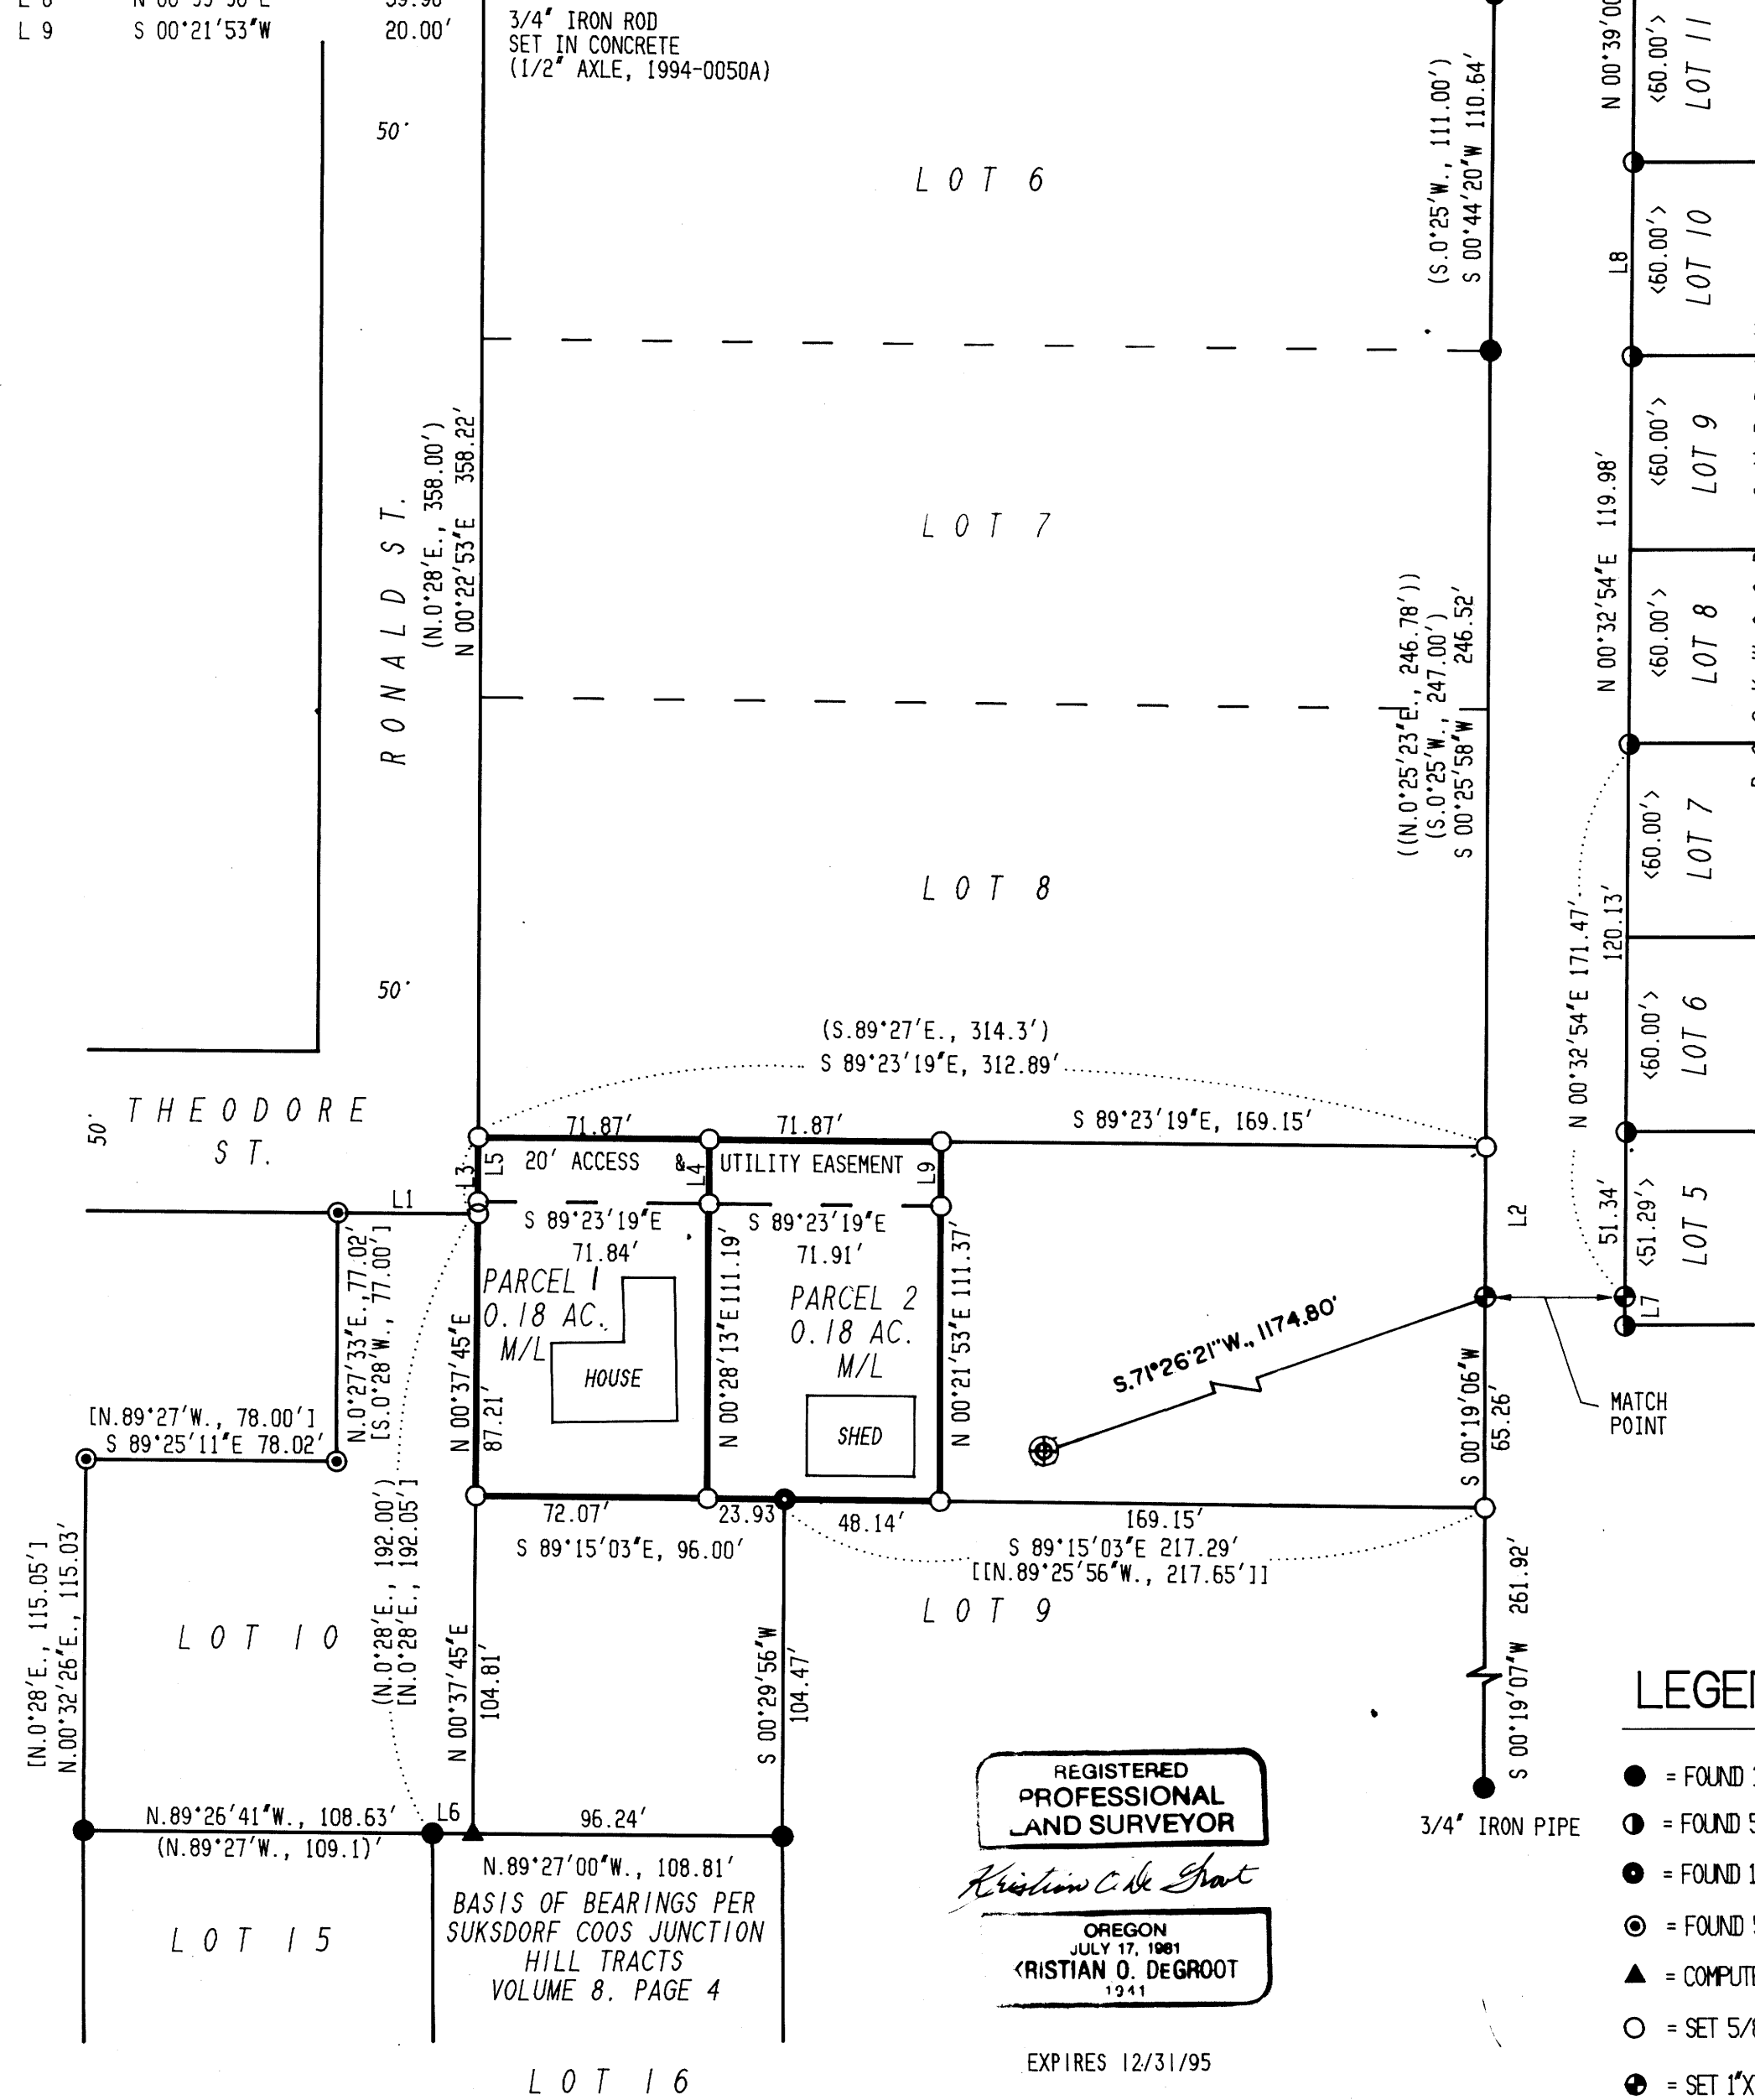 L 9 S 00°21'53"W 20.00'
3/4" IRON ROD
SET IN CONCRETE
(1/2" AXLE, 1994-0050A)
50'
LOT 6
(S.0°25'W., 111.00')
S 00°44'20"W 110.64'
N 00°39'00
<60.00'>
LOT 11
L8
<60.00'>
LOT 10
RONALD ST.
(N.0°28'E., 358.00')
N 00°22'53"E 358.22'
LOT 7
((N.0°25'23"E., 246.78'))
(S.0°25'W., 247.00')
S 00°25'58"W 246.52'
N 00°32'54"E 119.98'
<60.00'>
LOT 9
<60.00'>
LOT 8
LOT 8
50'
N 00°32'54"E 171.47'
120.13'
<60.00'>
LOT 7
<60.00'>
LOT 6
(S.89°27'E., 314.3')
S 89°23'19"E, 312.89'
50'
THEODORE
ST.
71.87'
71.87'
S 89°23'19"E, 169.15'
L3
L5
20' ACCESS &
L4
UTILITY EASEMENT
L9
L1
S 89°23'19"E
71.84'
S 89°23'19"E
71.91'
L2
51.34'
<51.29'>
LOT 5
L7
N.0°27'33"E.,77.02'
[S.0°28'W., 77.00']
PARCEL 1
0.18 AC.
M/L
HOUSE
N 00°37'45"E
87.21'
N 00°28'13"E 111.19'
PARCEL 2
0.18 AC.
M/L
SHED
N 00°21'53"E 111.37'
S.71°26'21"W., 1174.80'
S 00°19'06"W
65.26'
MATCH
POINT
[N.89°27'W., 78.00']
S 89°25'11"E 78.02'
72.07'
23.93
48.14'
169.15'
S 89°15'03"E, 96.00'
S 89°15'03"E 217.29'
[[N.89°25'56"W., 217.65']]
[N.0°28'E., 115.05']
N.00°32'26"E., 115.03'
(N.0°28'E., 192.00')
[N.0°28'E., 192.05']
LOT 10
N 00°37'45"E
104.81'
S 00°29'56"W
104.47'
LOT 9
S 00°19'07"W 261.92'
3/4" IRON PIPE
N.89°26'41"W., 108.63'
(N.89°27'W., 109.1)'
L6
96.24'
N.89°27'00"W., 108.81'
BASIS OF BEARINGS PER
SUKSDORF COOS JUNCTION
HILL TRACTS
VOLUME 8. PAGE 4
LOT 15
LOT 16
REGISTERED
PROFESSIONAL
LAND SURVEYOR
OREGON
JULY 17, 1981
KRISTIAN O. DEGROOT
1941
EXPIRES 12/31/95
LEGE
= FOUND
= FOUND 5
= FOUND 1
= FOUND
= COMPUTE
= SET 5/8
= SET 1"X